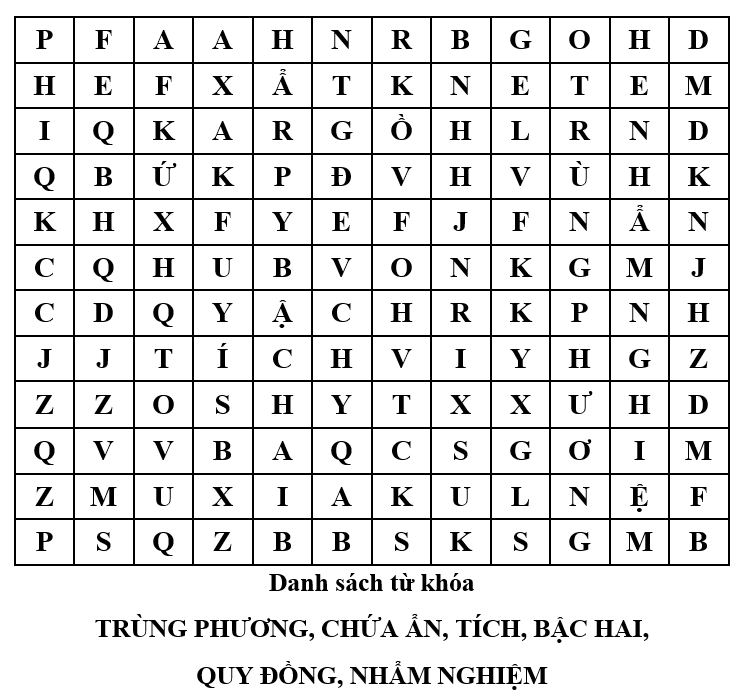 P F A A H N R B G O H D
H E F X Ẩ T K N E T E M
I Q K A R G Ồ H L R N D
Q B Ứ K P Đ V H V Ù H K
K H X F Y E F J F N Ẩ N
C Q H U B V O N K G M J
C D Q Y Ậ C H R K P N H
J J T Í C H V I Y H G Z
Z Z O S H Y T X X Ư H D
Q V V B A Q C S G Ơ I M
Z M U X I A K U L N Ệ F
P S Q Z B B S K S G M B
Danh sách từ khóa
TRÙNG PHƯƠNG, CHỨA ẨN, TÍCH, BẬC HAI,
QUY ĐỒNG, NHẨM NGHIỆM